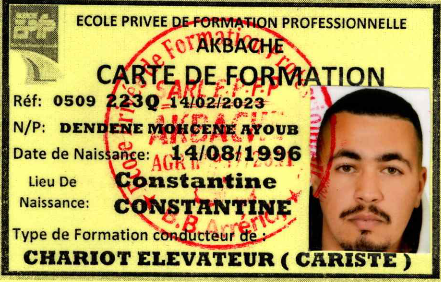 ECOLE PRIVEE DE FORMATION PROFESSIONNELLE
AKBACHE
CARTE DE FORMATION
Réf: 0509 223Q 14/02/2023
N/P: DENDENE MOHCENE AYOUB
Date de Naissance: 14/08/1996
Lieu De Constantine
Naissance: CONSTANTINE
Type de Formation conducteur de :
CHARIOT ELEVATEUR ( CARISTE )
AKBACHE